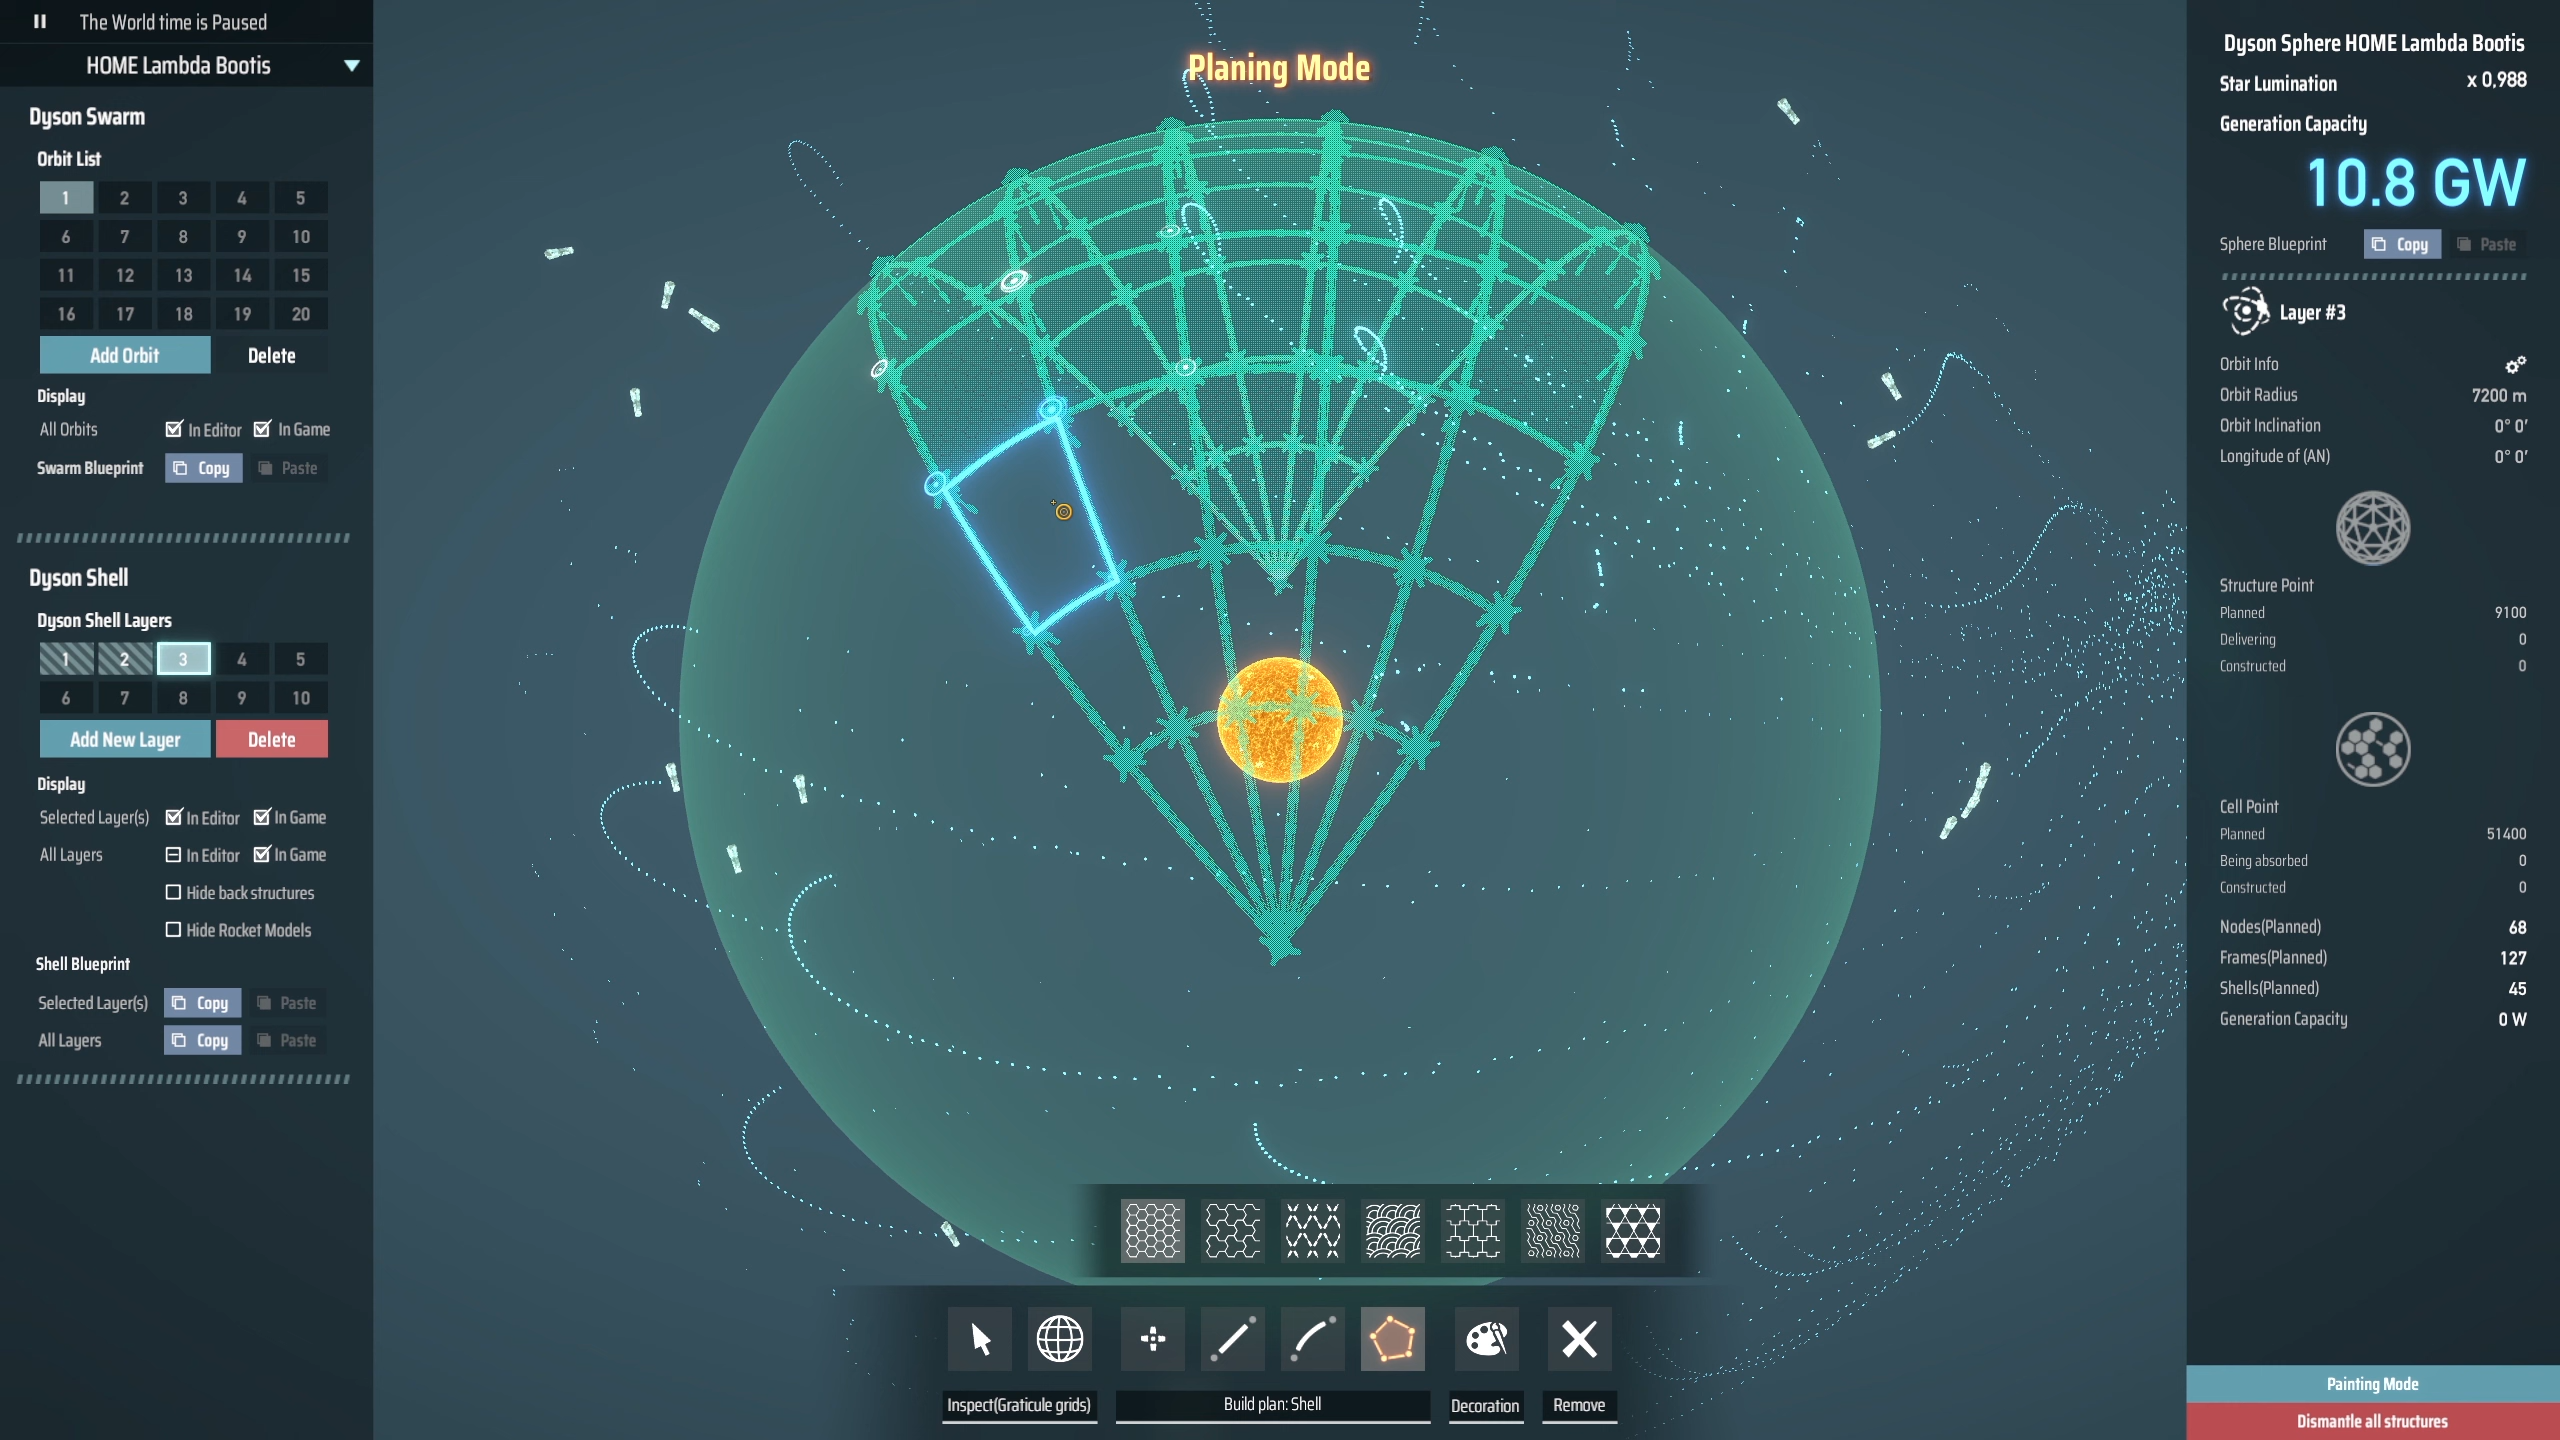 The World time is Paused
HOME Lambda Bootis
Dyson Swarm
Orbit List
1 2 3 4 5
6 7 8 9 10
11 12 13 14 15
16 17 18 19 20
Add Orbit Delete
Display
All Orbits In Editor In Game
Swarm Blueprint Copy Paste
Dyson Shell
Dyson Shell Layers
1 2 3 4 5
6 7 8 9 10
Add New Layer Delete
Display
Selected Layer(s) In Editor In Game
All Layers In Editor In Game
Hide back structures
Hide Rocket Models
Shell Blueprint
Selected Layer(s) Copy Paste
All Layers Copy Paste
Planing Mode
Inspect(Graticule grids) Build plan: Shell Decoration Remove
Dyson Sphere HOME Lambda Bootis
Star Lumination x 0,988
Generation Capacity
10.8 GW
Sphere Blueprint Copy Paste
Layer #3
Orbit Info
Orbit Radius 7200 m
Orbit Inclination 0° 0′
Longitude of (AN) 0° 0′
Structure Point
Planned 9100
Delivering 0
Constructed 0
Cell Point
Planned 51400
Being absorbed 0
Constructed 0
Nodes(Planned) 68
Frames(Planned) 127
Shells(Planned) 45
Generation Capacity 0 W
Painting Mode
Dismantle all structures